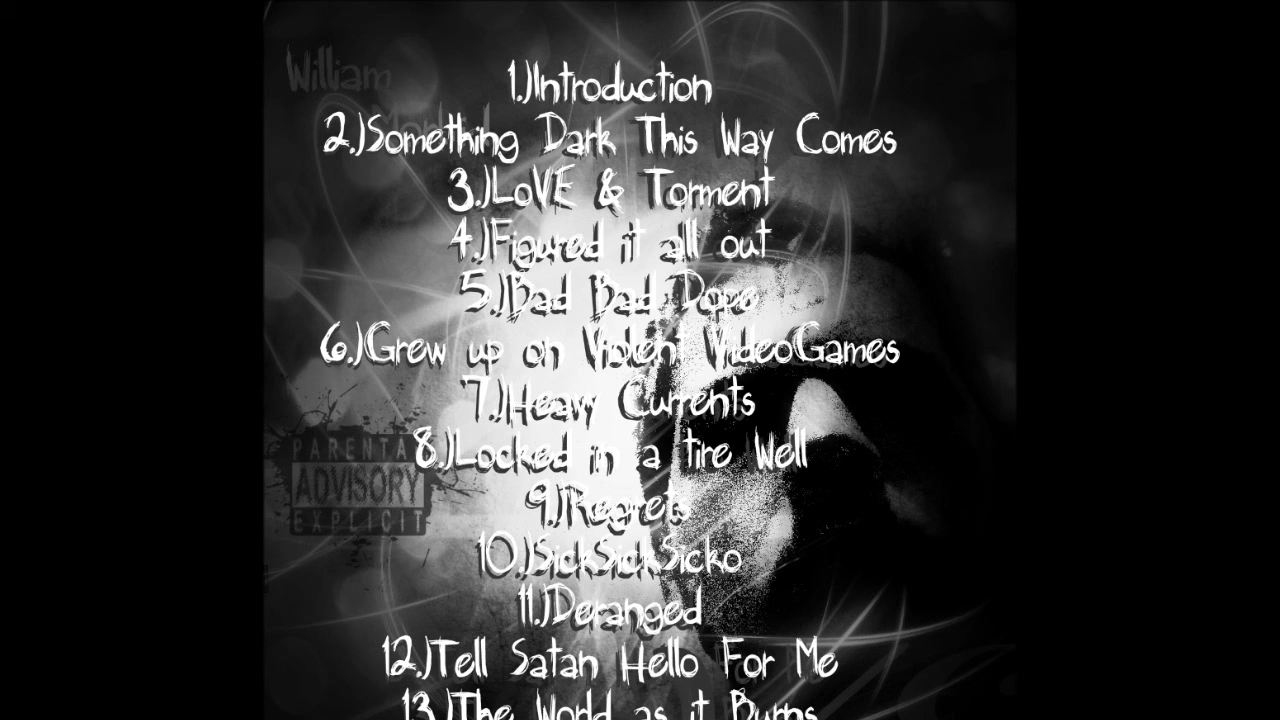 William
1.)Introduction
2.)Something Dark This Way Comes
3.)LoVE & Torment
4.)Figured it all out
5.)Bad Bad Dope
6.)Grew up on Violent VideoGames
7.)Heavy Currents
8.)Locked in a tire Well
9.)Regrets
10.)SickSickSicko
11.)Deranged
12.)Tell Satan Hello For Me
13.)The World as it Burns
PARENTA
ADVISORY
EXPLICIT